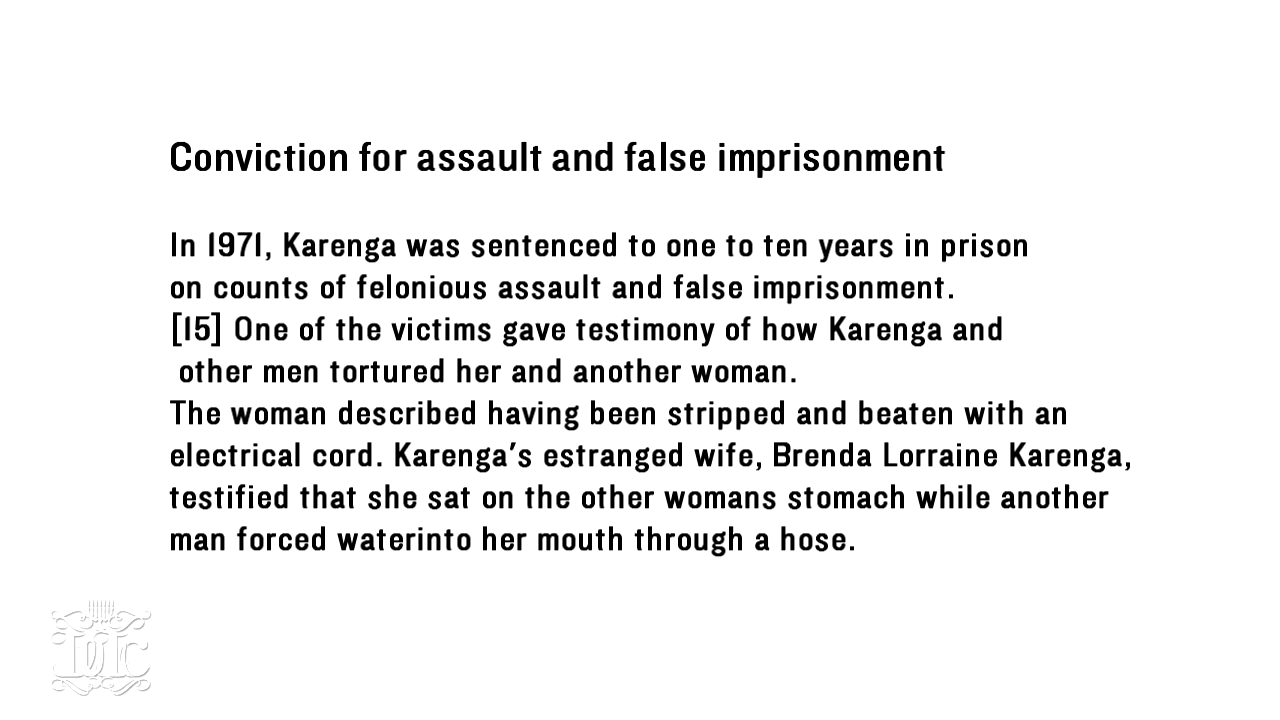 Conviction for assault and false imprisonment
In 1971, Karenga was sentenced to one to ten years in prison
on counts of felonious assault and false imprisonment.
[15] One of the victims gave testimony of how Karenga and
other men tortured her and another woman.
The woman described having been stripped and beaten with an
electrical cord. Karenga's estranged wife, Brenda Lorraine Karenga,
testified that she sat on the other womans stomach while another
man forced waterinto her mouth through a hose.